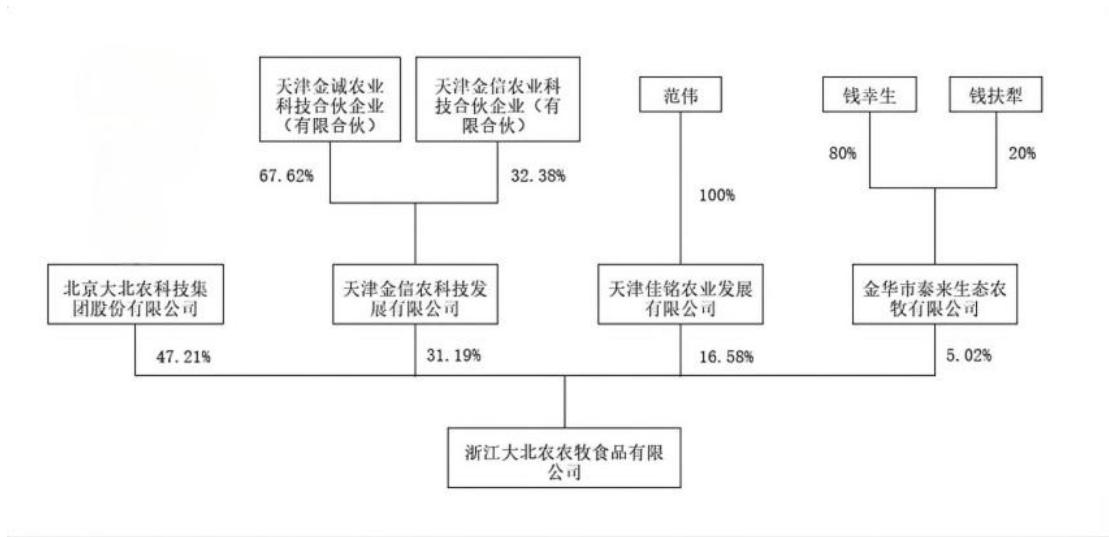 天津金诚农业
科技合伙企业
（有限合伙）
天津金信农业科
技合伙企业（有
限合伙）
范伟
钱幸生
钱扶犁
67.62%
32.38%
100%
80%
20%
北京大北农科技集
团股份有限公司
天津金信农科技发
展有限公司
天津佳铭农业发展
有限公司
金华市泰来生态农
牧有限公司
47.21%
31.19%
16.58%
5.02%
浙江大北农农牧食品有限
公司